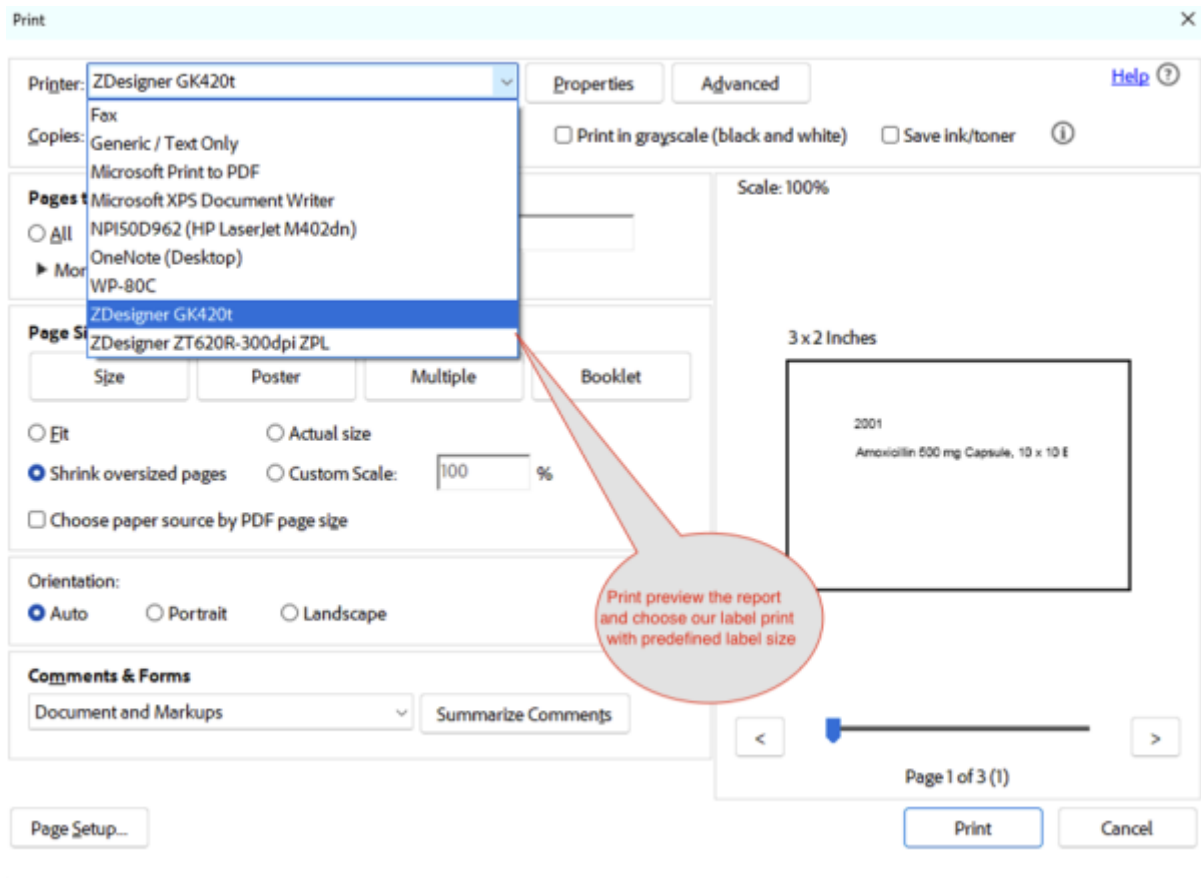 Print
Printer: ZDesigner GK420t
Properties
Advanced
Help
Fax
Copies:
Generic / Text Only
Print in grayscale (black and white)
Save ink/toner
Microsoft Print to PDF
Microsoft XPS Document Writer
Pages t
NPI50D962 (HP LaserJet M402dn)
All
OneNote (Desktop)
Mor
WP-80C
ZDesigner GK420t
Page Si
ZDesigner ZT620R-300dpi ZPL
Size
Poster
Multiple
Booklet
Fit
Actual size
Shrink oversized pages
Custom Scale:
100
%
Choose paper source by PDF page size
Orientation:
Auto
Portrait
Landscape
Print preview the report
and choose our label print
with predefined label size
Comments & Forms
Document and Markups
Summarize Comments
Scale: 100%
3 x 2 Inches
2001
Amoxicillin 500 mg Capsule, 10 x 10 E
<
>
Page 1 of 3 (1)
Page Setup...
Print
Cancel